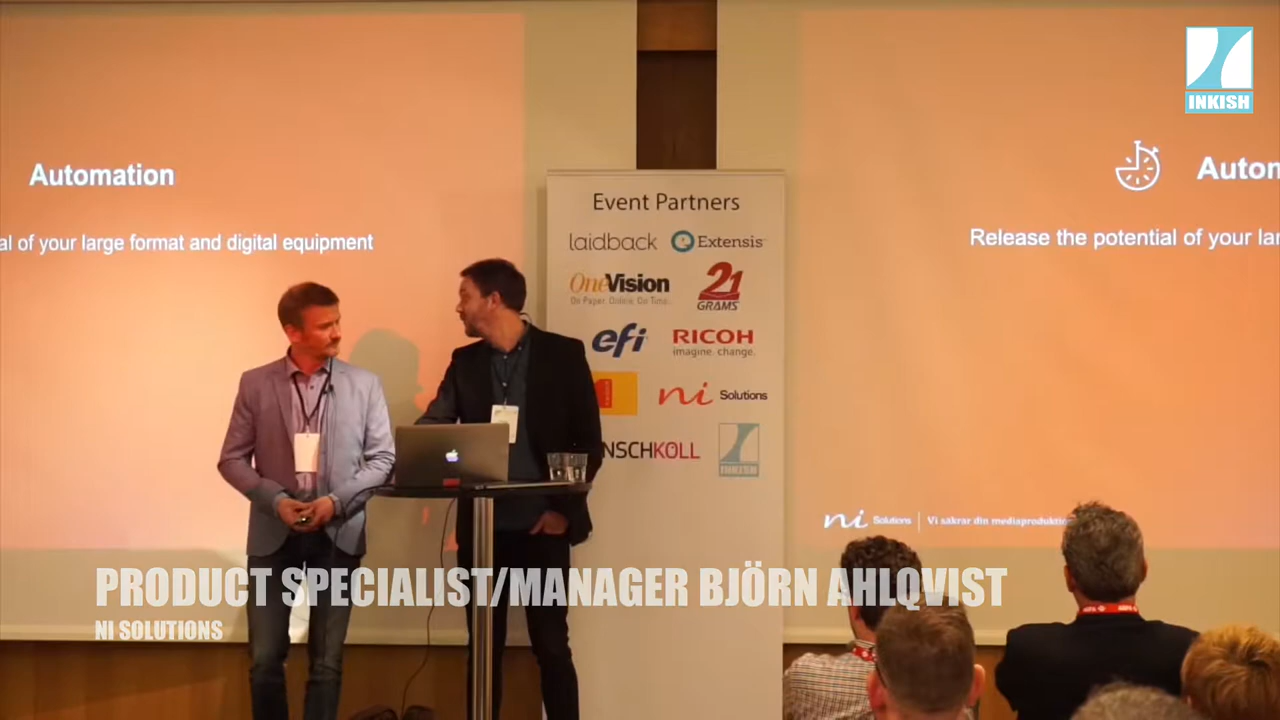 INKISH
Automation
al of your large format and digital equipment
Autom
Release the potential of your lar
Event Partners
laidback
Extensis
OneVision
On Paper. Online. On Time.
21
GRAMS
efi
RICOH
imagine. change.
ni Solutions
NSCHKÖLL
INKISH
ni Solutions
Vi säkrar din mediaproduktion
PRODUCT SPECIALIST/MANAGER BJÖRN AHLQVIST
NI SOLUTIONS